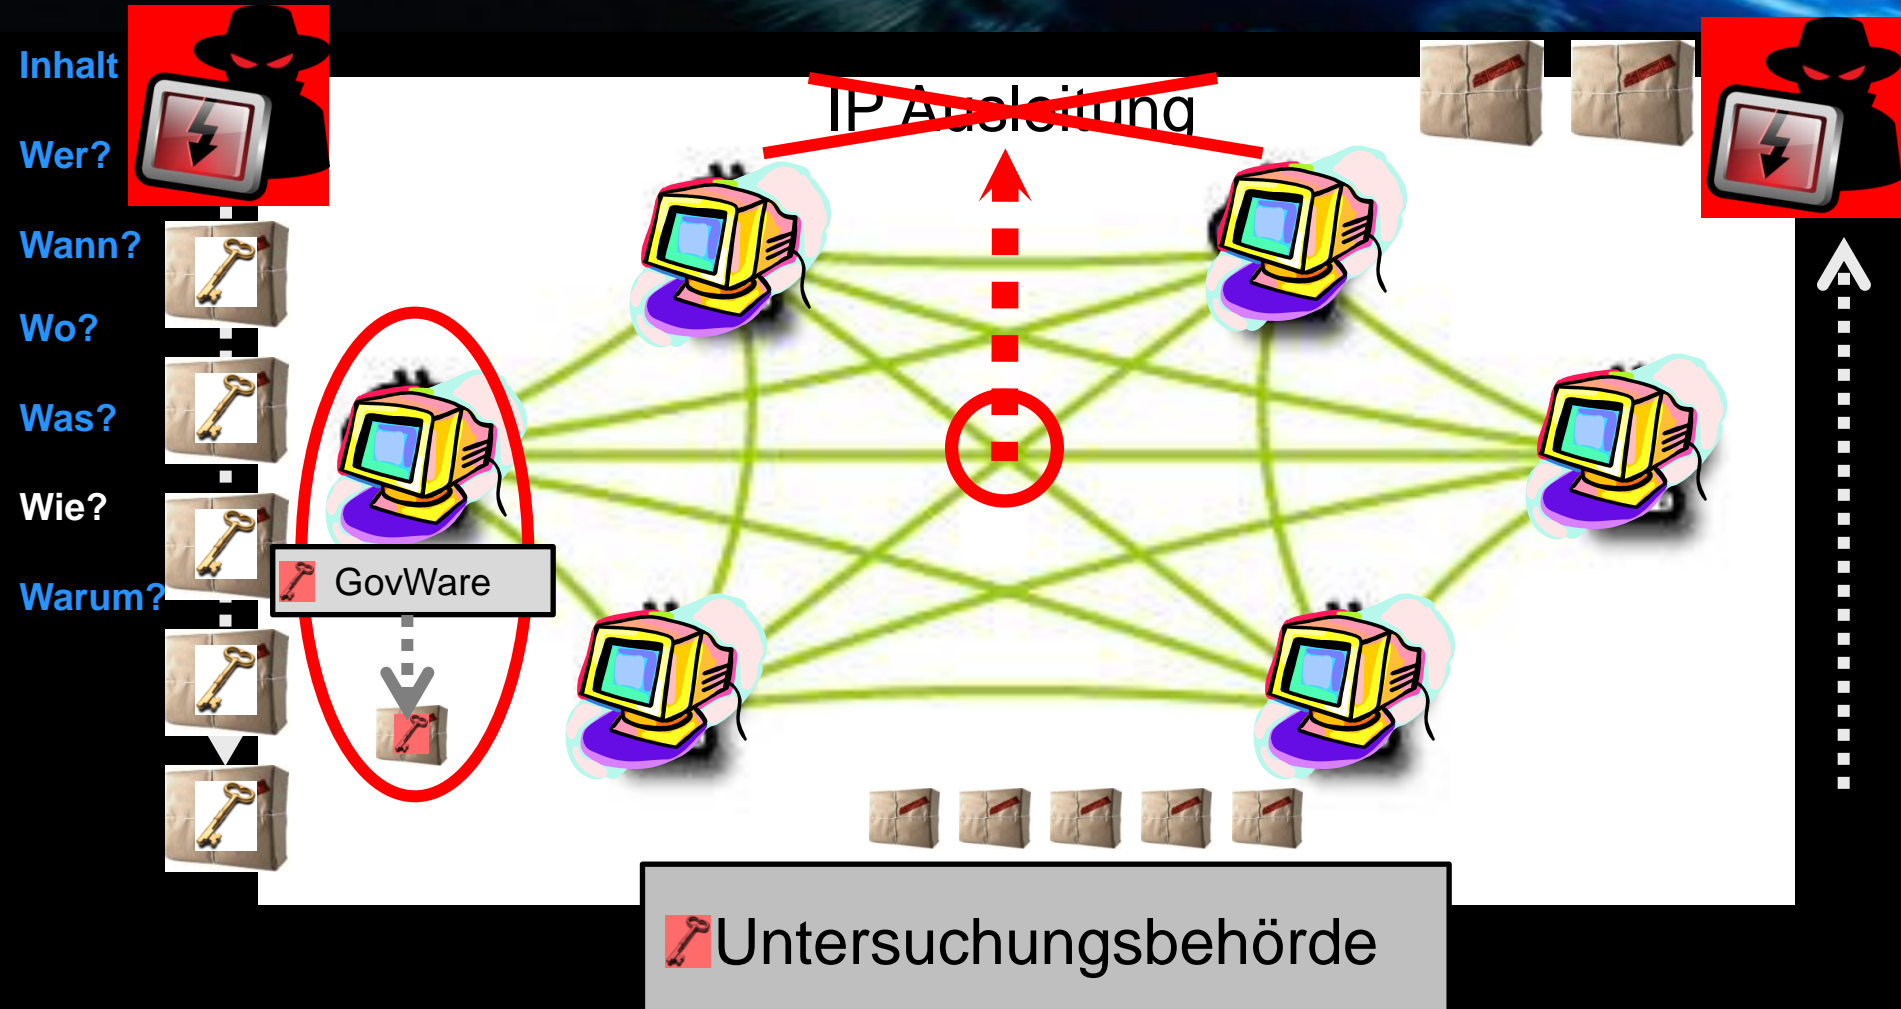 Inhalt
Wer?
Wann?
Wo?
Was?
Wie?
Warum?
IP Ausleitung
GovWare
Untersuchungsbehörde